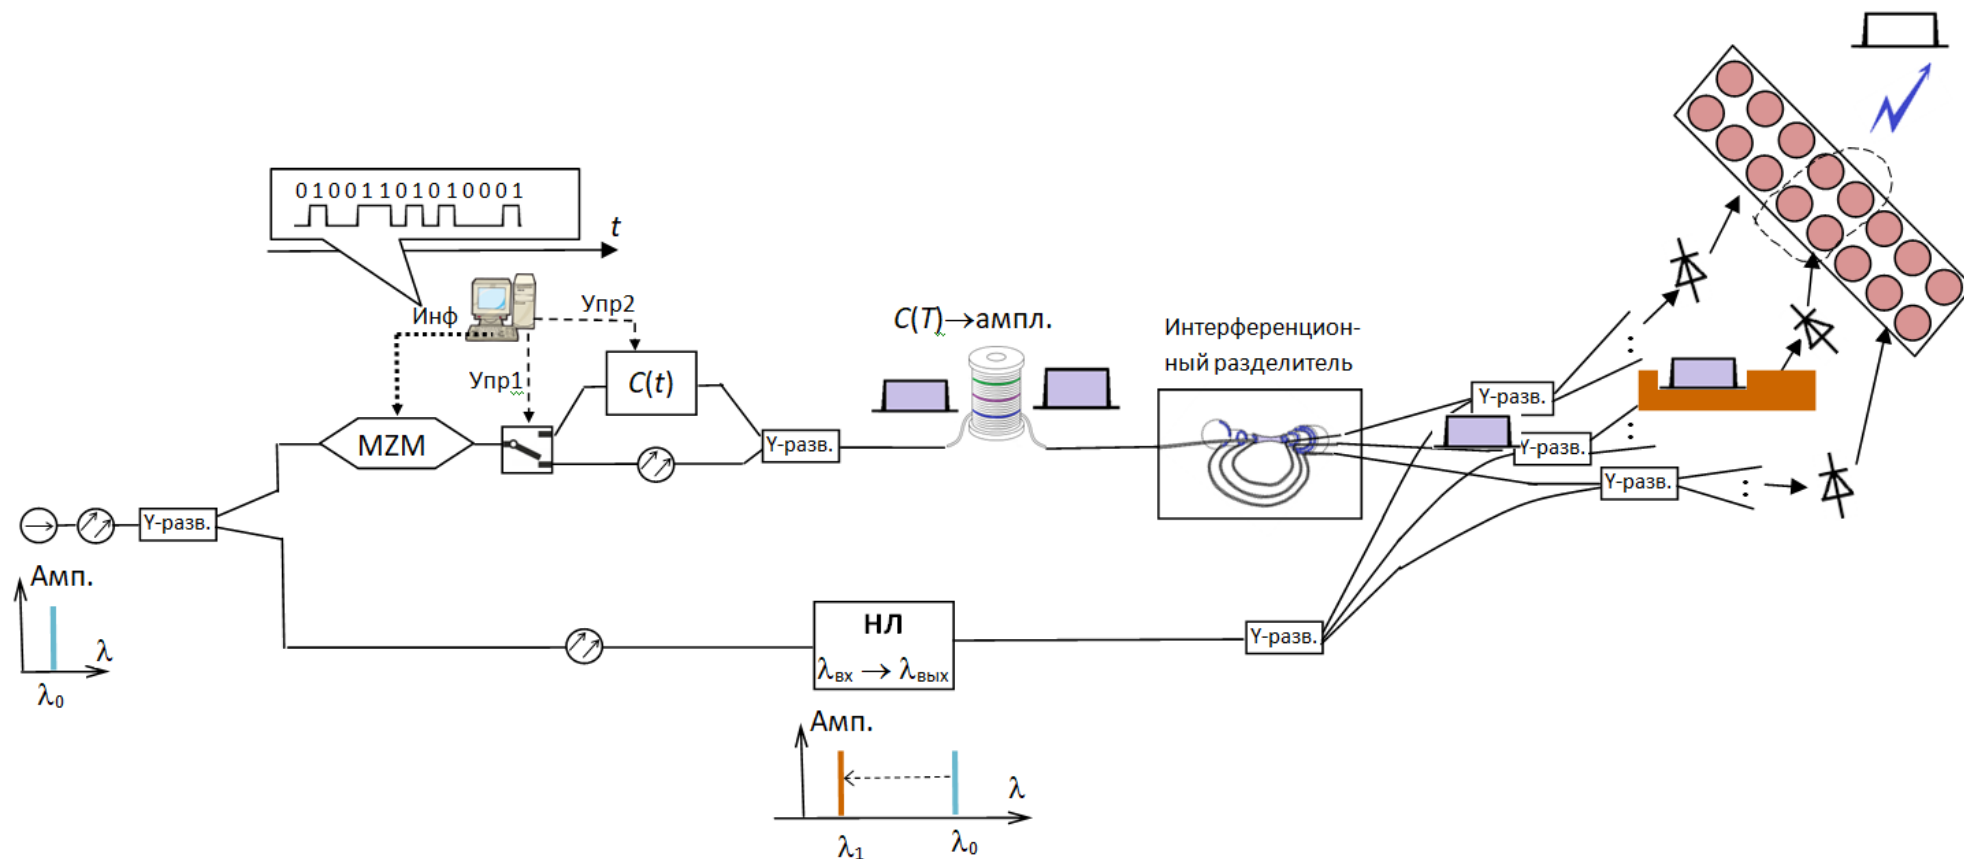 0 1 0 0 1 1 0 1 0 1 0 0 0 1
t
Инф
Упр2
Упр1
C(t)
MZM
Y-разв.
Y-разв.
C(T)→ампл.
Интерференцион-
ный разделитель
Y-разв.
Y-разв.
Y-разв.
Амп.
λ
λ0
НЛ
λвх → λвых
Y-разв.
Амп.
λ
λ1
λ0